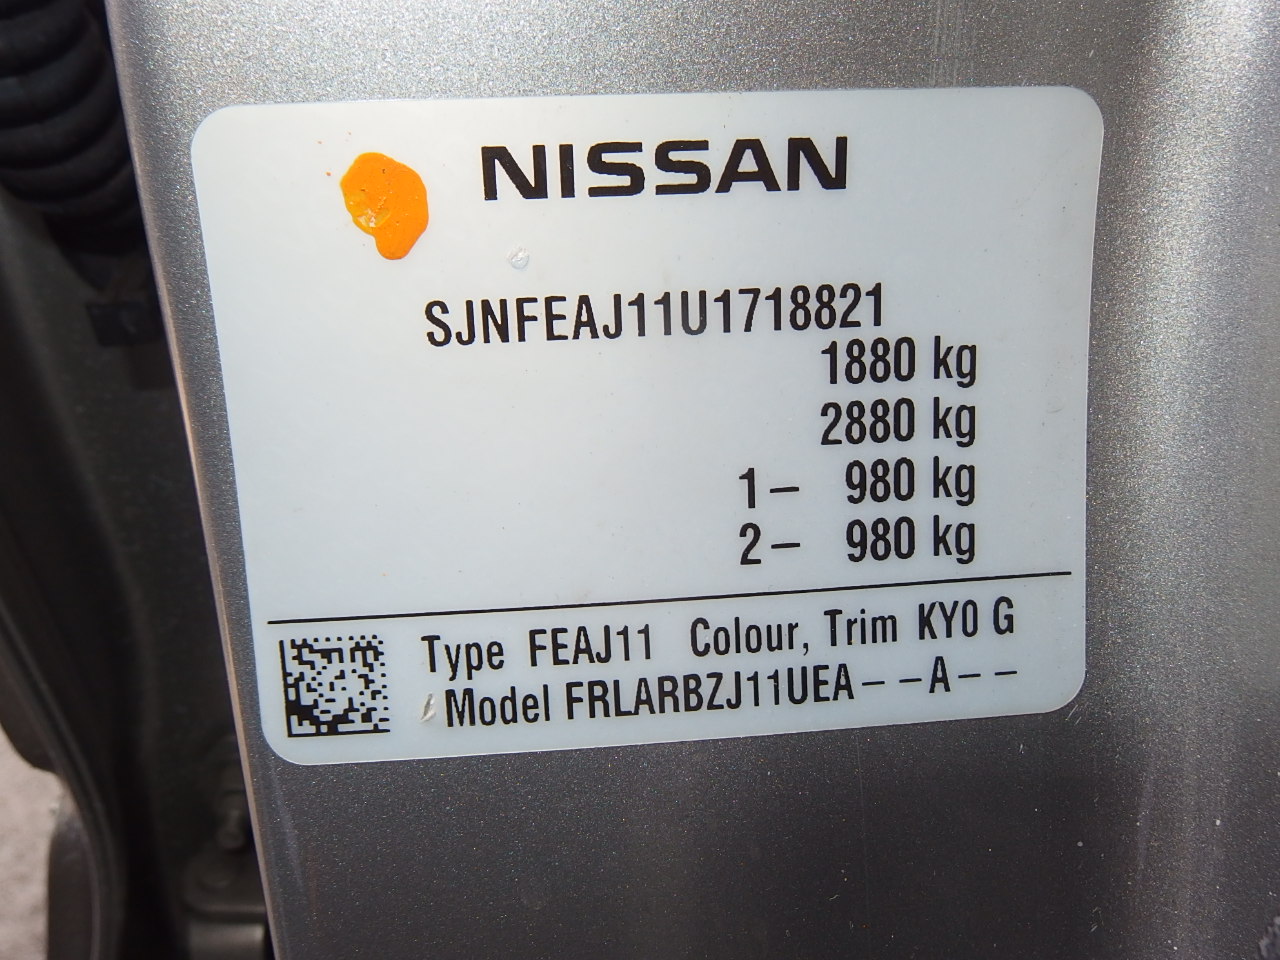 NISSAN
SJNFEAJ11U1718821
1880 kg
2880 kg
1– 980 kg
2– 980 kg
Type FEAJ11 Colour, Trim KY0 G
Model FRLARBZJ11UEA––A––